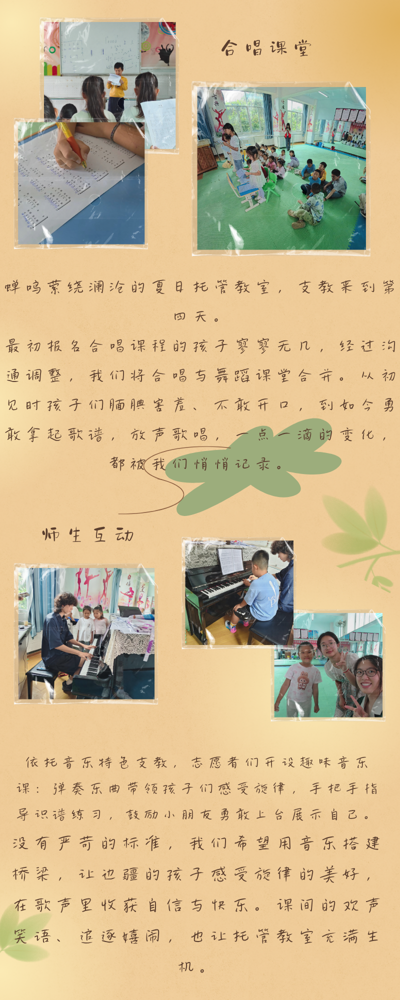 合唱课堂
古典
蝉鸣萦绕澜沧的夏日托管教室，支教来到第
四天。
最初报名合唱课程的孩子寥寥无几，经过沟
通调整，我们将合唱与舞蹈课堂合并。从初
见时孩子们腼腆害羞、不敢开口，到如今勇
敢拿起歌谱，放声歌唱，一点一滴的变化，
都被我们悄悄记录。
师生互动
自信
依托音乐特色支教，志愿者们开设趣味音乐
课：弹奏乐曲带领孩子们感受旋律，手把手指
导识谱练习，鼓励小朋友勇敢上台展示自己。
没有严苛的标准，我们希望用音乐搭建
桥梁，让边疆的孩子感受旋律的美好，
在歌声里收获自信与快乐。课间的欢声
笑语、追逐嬉闹，也让托管教室充满生
机。